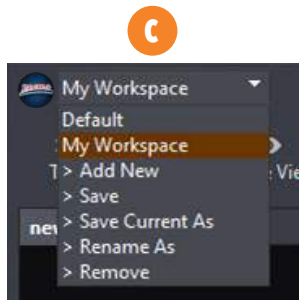 C
My Workspace
Default
My Workspace
> Add New
> Save
> Save Current As
> Rename As
> Remove